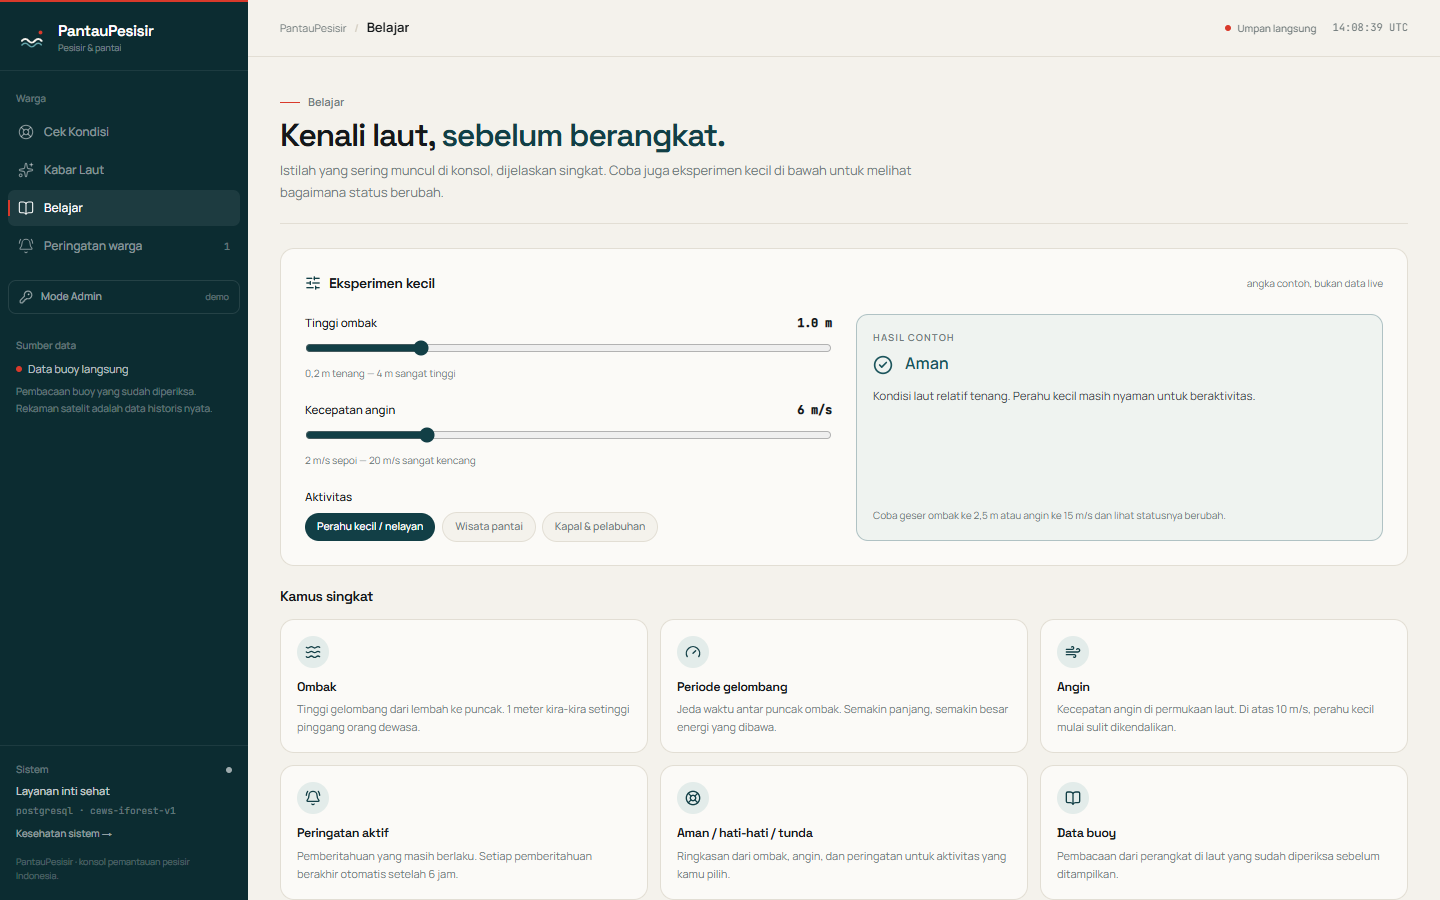 PantauPesisir
Pesisir & pantai
Warga
Cek Kondisi
Kabar Laut
Belajar
Peringatan warga 1
Mode Admin demo
Sumber data
Data buoy langsung
Pembacaan buoy yang sudah diperiksa.
Rekaman satelit adalah data historis nyata.
Sistem
Layanan inti sehat
postgresql · cews-iforest-v1
Kesehatan sistem →
PantauPesisir · konsol pemantauan pesisir
Indonesia.
PantauPesisir / Belajar
Umpan langsung 14:08:39 UTC
Belajar
Kenali laut, sebelum berangkat.
Istilah yang sering muncul di konsol, dijelaskan singkat. Coba juga eksperimen kecil di bawah untuk melihat
bagaimana status berubah.
Eksperimen kecil
angka contoh, bukan data live
Tinggi ombak 1.0 m
0,2 m tenang — 4 m sangat tinggi
Kecepatan angin 6 m/s
2 m/s sepoi — 20 m/s sangat kencang
Aktivitas
Perahu kecil / nelayan Wisata pantai Kapal & pelabuhan
HASIL CONTOH
Aman
Kondisi laut relatif tenang. Perahu kecil masih nyaman untuk beraktivitas.
Coba geser ombak ke 2,5 m atau angin ke 15 m/s dan lihat statusnya berubah.
Kamus singkat
Ombak
Tinggi gelombang dari lembah ke puncak. 1 meter kira-kira setinggi
pinggang orang dewasa.
Periode gelombang
Jeda waktu antar puncak ombak. Semakin panjang, semakin besar
energi yang dibawa.
Angin
Kecepatan angin di permukaan laut. Di atas 10 m/s, perahu kecil
mulai sulit dikendalikan.
Peringatan aktif
Pemberitahuan yang masih berlaku. Setiap pemberitahuan
berakhir otomatis setelah 6 jam.
Aman / hati-hati / tunda
Ringkasan dari ombak, angin, dan peringatan untuk aktivitas yang
kamu pilih.
Data buoy
Pembacaan dari perangkat di laut yang sudah diperiksa sebelum
ditampilkan.